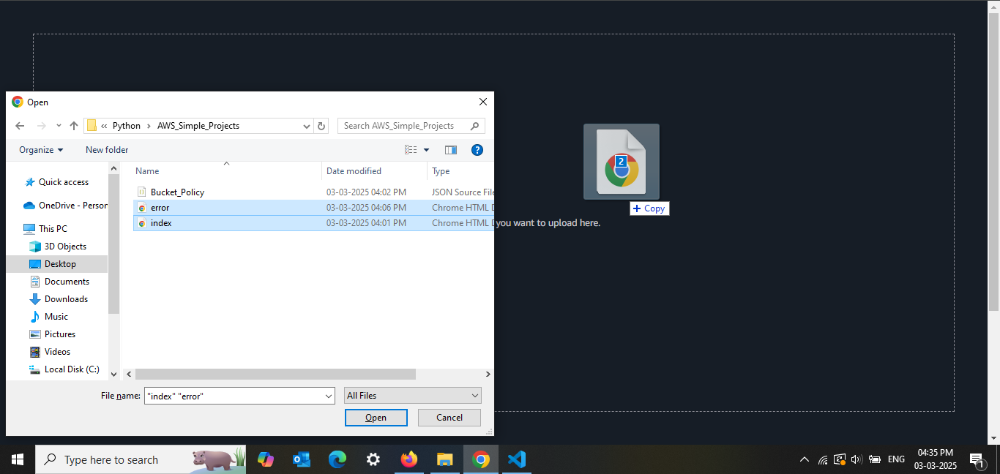 Open
« Python › AWS_Simple_Projects
Search AWS_Simple_Projects
Organize
New folder
?
Quick access
OneDrive - Person
This PC
3D Objects
Desktop
Documents
Downloads
Music
Pictures
Videos
Local Disk (C:)
Name Date modified Type
Bucket_Policy 03-03-2025 04:02 PM JSON Source File
error 03-03-2025 04:06 PM Chrome HTML D
index 03-03-2025 04:01 PM Chrome HTML D
2
+ Copy
you want to upload here.
File name: "index" "error"
All Files
Open
Cancel
Type here to search
ENG
04:35 PM
03-03-2025
1